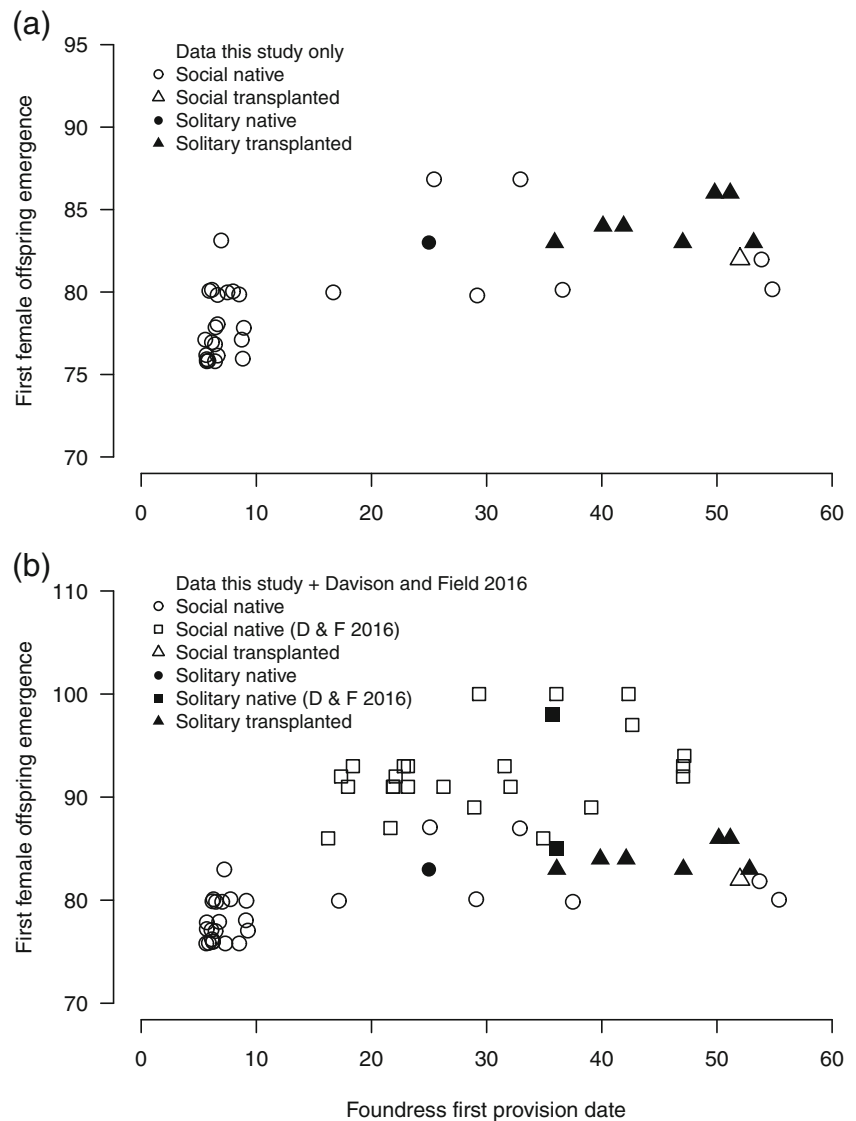 (a)
Data this study only
Social native
Social transplanted
Solitary native
Solitary transplanted
First female offspring emergence
95
90
85
80
75
70
0 10 20 30 40 50 60
(b)
Data this study + Davison and Field 2016
Social native
Social native (D & F 2016)
Social transplanted
Solitary native
Solitary native (D & F 2016)
Solitary transplanted
First female offspring emergence
110
100
90
80
70
0 10 20 30 40 50 60
Foundress first provision date